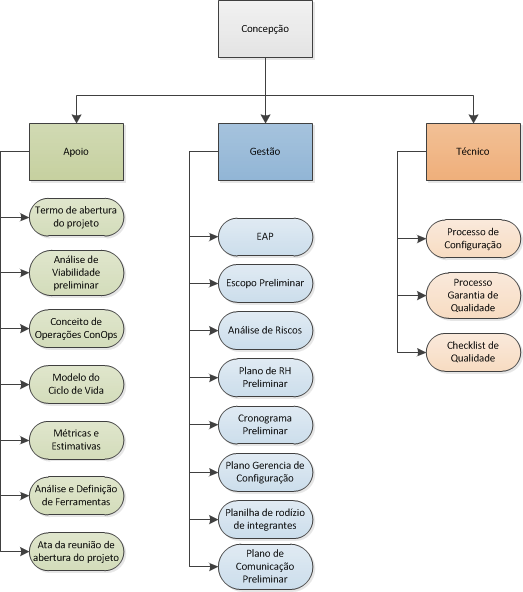 Concepção
Apoio
Gestão
Técnico
Termo de abertura
do projeto
Análise de
Viabilidade
preliminar
Conceito de
Operações ConOps
Modelo do
Ciclo de Vida
Métricas e
Estimativas
Análise e Definição
de Ferramentas
Ata da reunião de
abertura do projeto
EAP
Escopo Preliminar
Análise de Riscos
Plano de RH
Preliminar
Cronograma
Preliminar
Plano Gerencia de
Configuração
Planilha de rodízio
de integrantes
Plano de
Comunicação
Preliminar
Processo de
Configuração
Processo
Garantia de
Qualidade
Checklist de
Qualidade